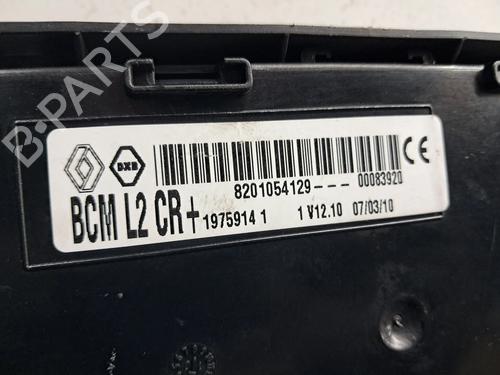 B-PARTS
DXB
8201054129--- 00083920
BCM L2 CR+ 1975914 1 1 V12.10 07/03/10
CE